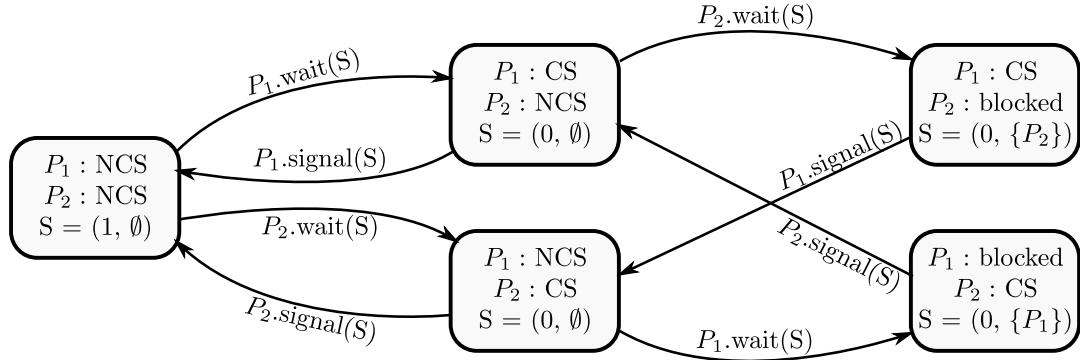 P₁ : NCS
P₂ : NCS
S = (1, ∅)
P₁.wait(S)
P₁.signal(S)
P₂.wait(S)
P₂.signal(S)
P₁ : CS
P₂ : NCS
S = (0, ∅)
P₁ : NCS
P₂ : CS
S = (0, ∅)
P₂.wait(S)
P₁.signal(S)
P₂.signal(S)
P₁.wait(S)
P₁ : CS
P₂ : blocked
S = (0, {P₂})
P₁ : blocked
P₂ : CS
S = (0, {P₁})